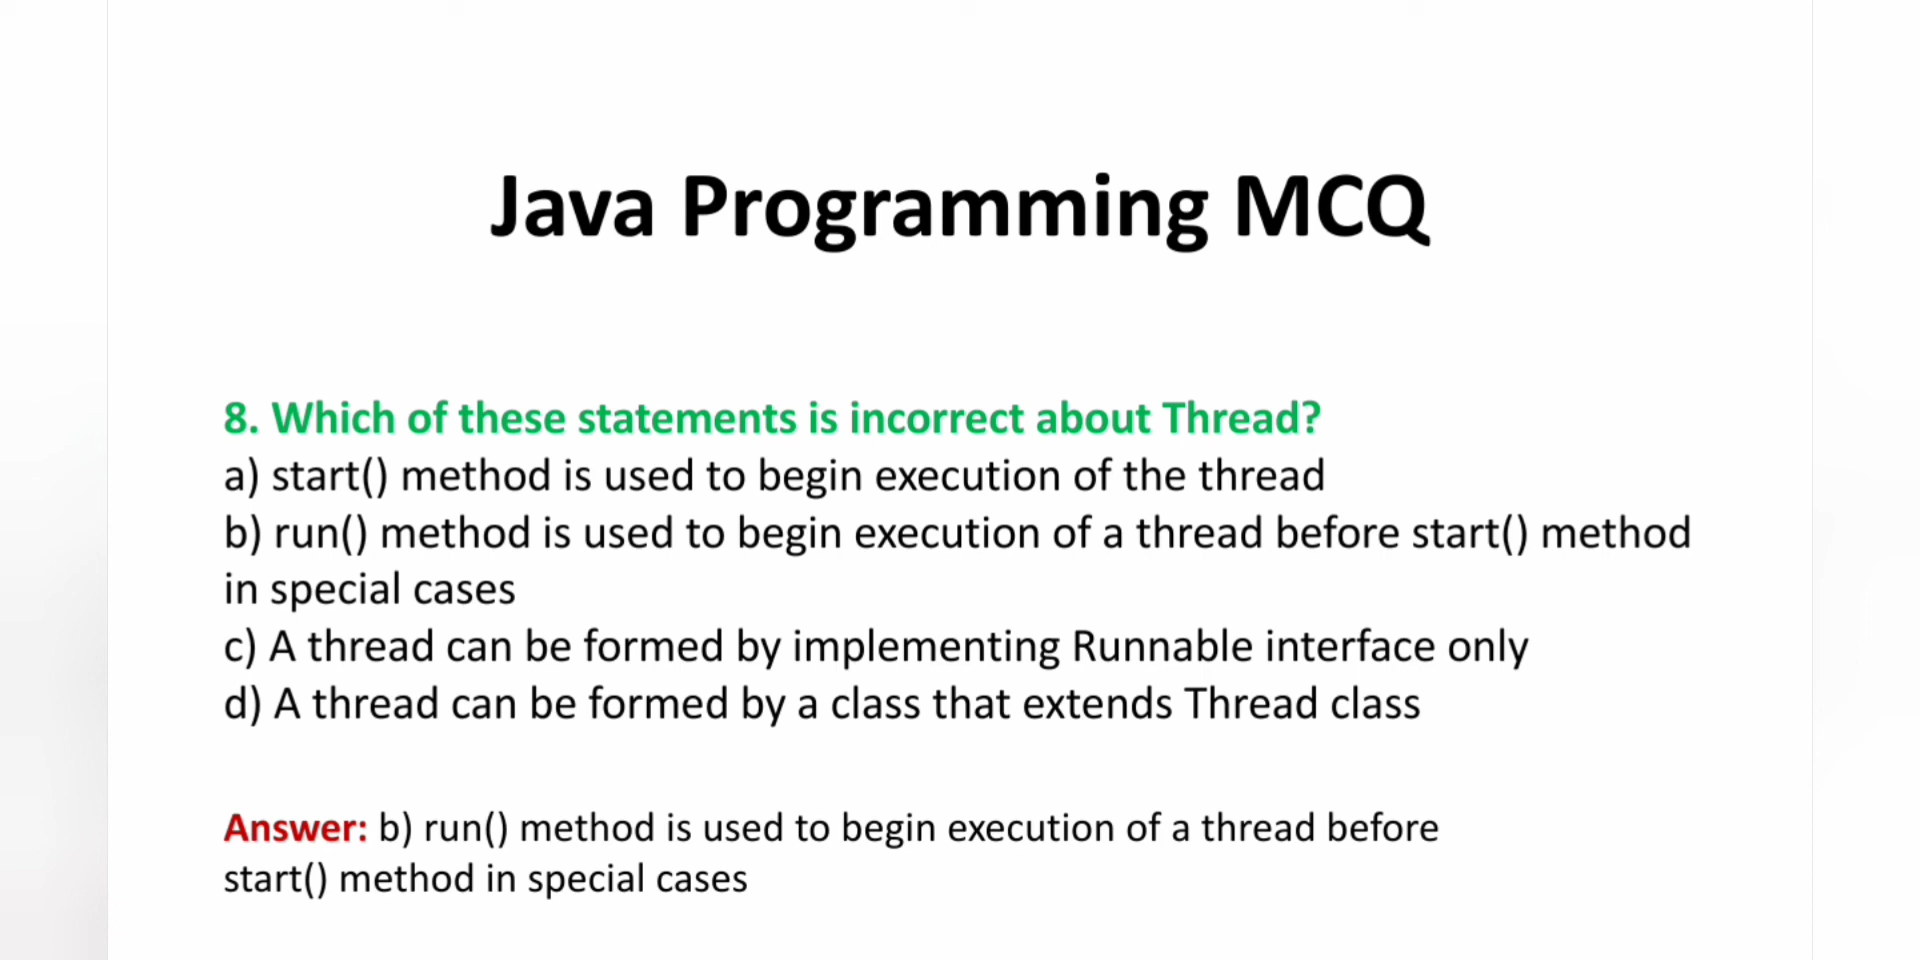 Java Programming MCQ
8. Which of these statements is incorrect about Thread?
a) start() method is used to begin execution of the thread
b) run() method is used to begin execution of a thread before start() method
in special cases
c) A thread can be formed by implementing Runnable interface only
d) A thread can be formed by a class that extends Thread class
Answer: b) run() method is used to begin execution of a thread before
start() method in special cases